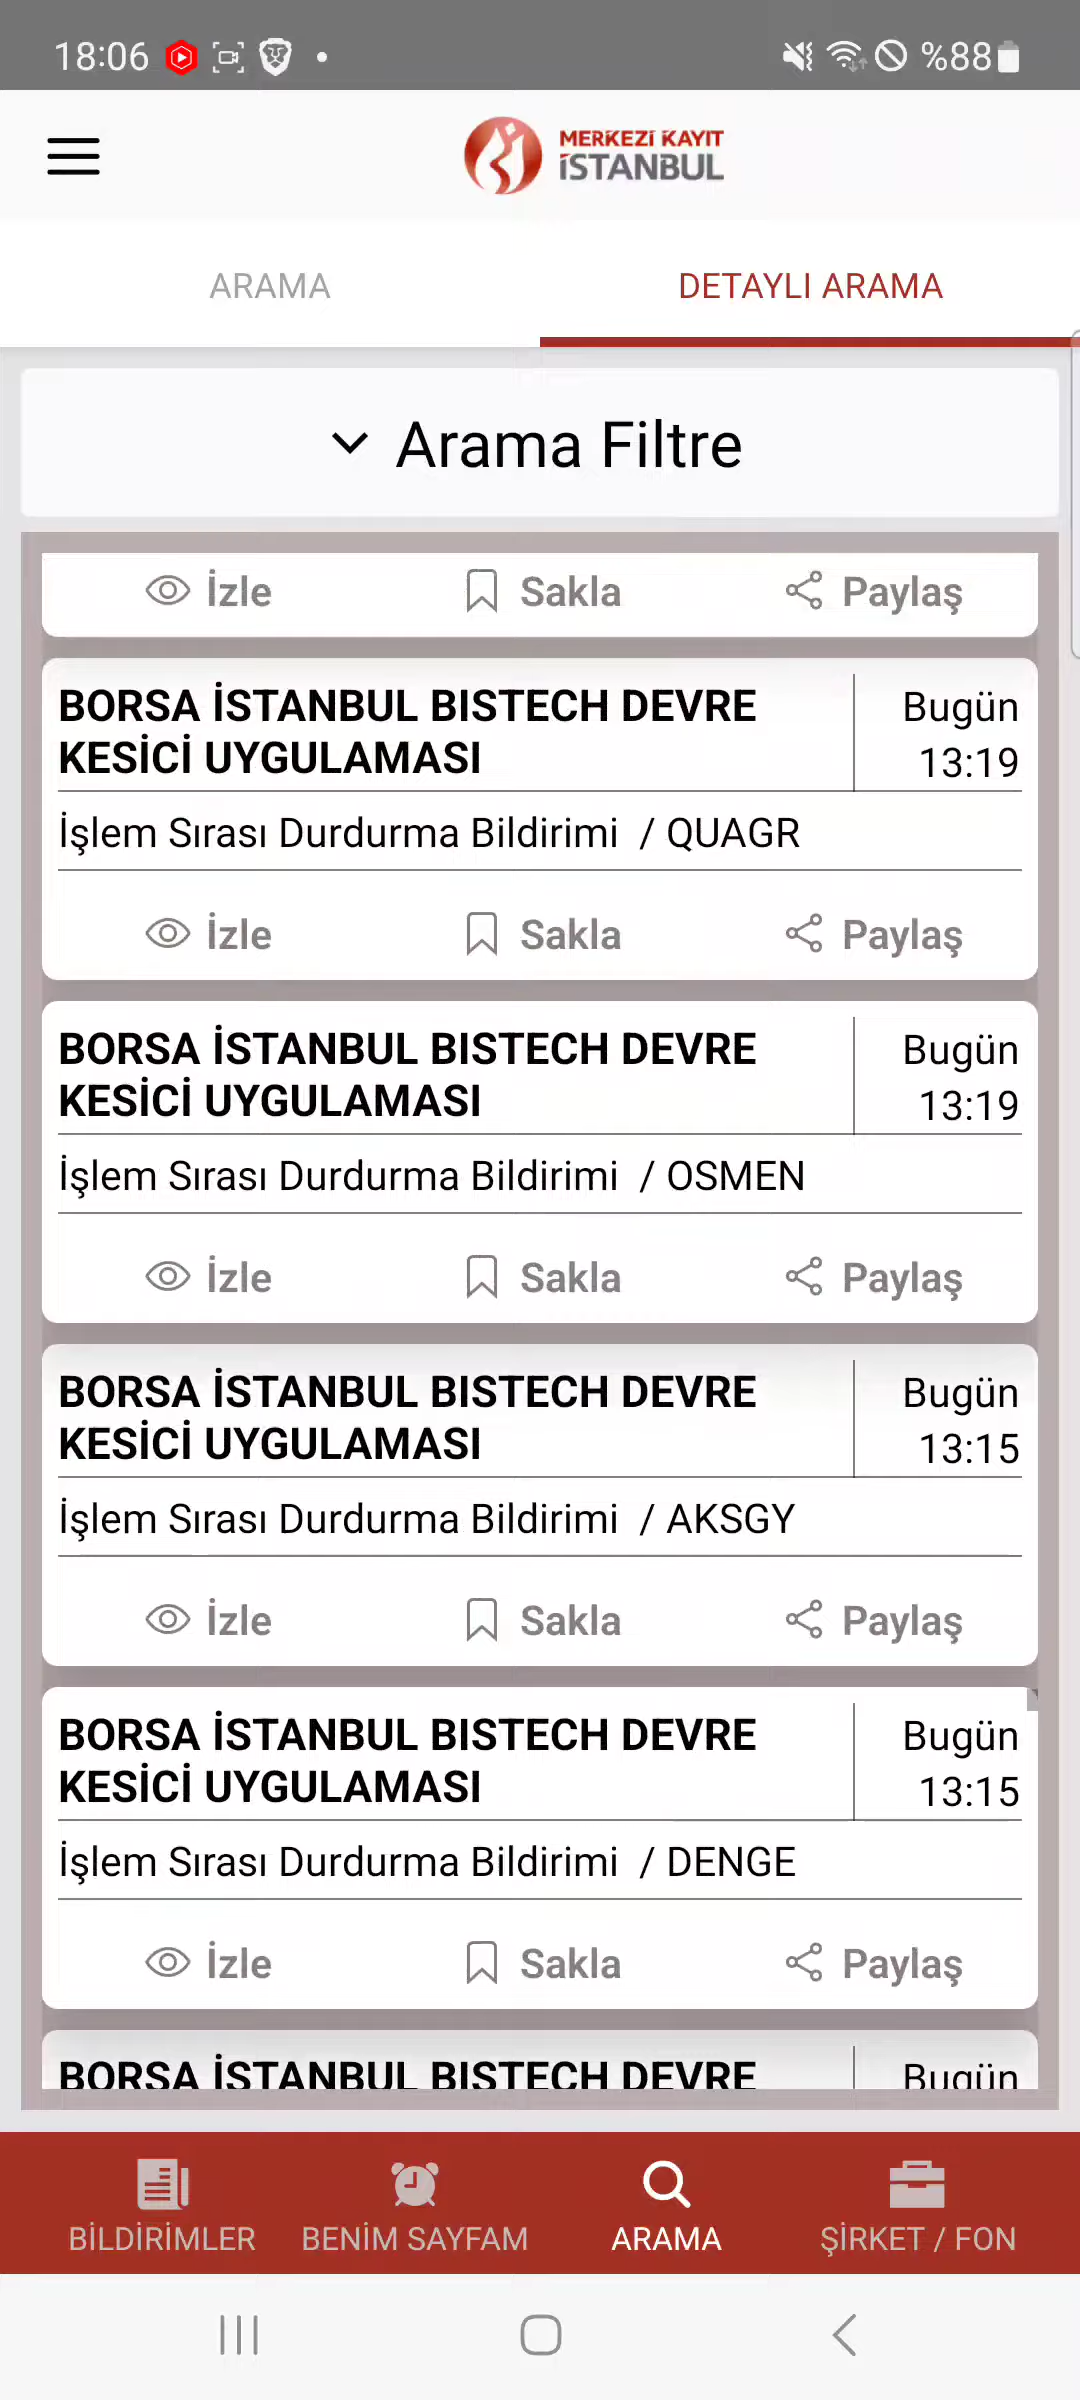 18:06
%88
MERKEZİ KAYIT
İSTANBUL
ARAMA
DETAYLI ARAMA
Arama Filtre
İzle
Sakla
Paylaş
BORSA İSTANBUL BISTECH DEVRE
KESİCİ UYGULAMASI
Bugün
13:19
İşlem Sırası Durdurma Bildirimi / QUAGR
İzle
Sakla
Paylaş
BORSA İSTANBUL BISTECH DEVRE
KESİCİ UYGULAMASI
Bugün
13:19
İşlem Sırası Durdurma Bildirimi / OSMEN
İzle
Sakla
Paylaş
BORSA İSTANBUL BISTECH DEVRE
KESİCİ UYGULAMASI
Bugün
13:15
İşlem Sırası Durdurma Bildirimi / AKSGY
İzle
Sakla
Paylaş
BORSA İSTANBUL BISTECH DEVRE
KESİCİ UYGULAMASI
Bugün
13:15
İşlem Sırası Durdurma Bildirimi / DENGE
İzle
Sakla
Paylaş
BORSA İSTANBUL BISTECH DEVRE
Bugün
BİLDİRİMLER
BENİM SAYFAM
ARAMA
ŞİRKET / FON